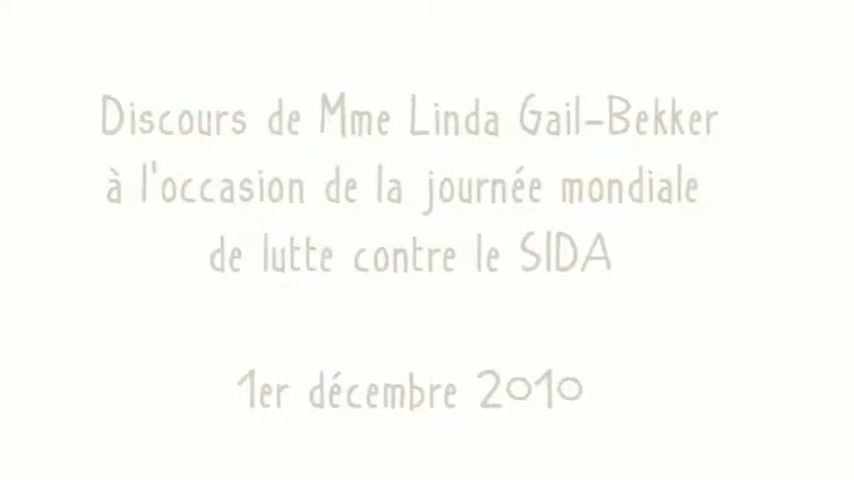 Discours de Mme Linda Gail-Bekker
à l'occasion de la journée mondiale
de lutte contre le SIDA
1er décembre 2010